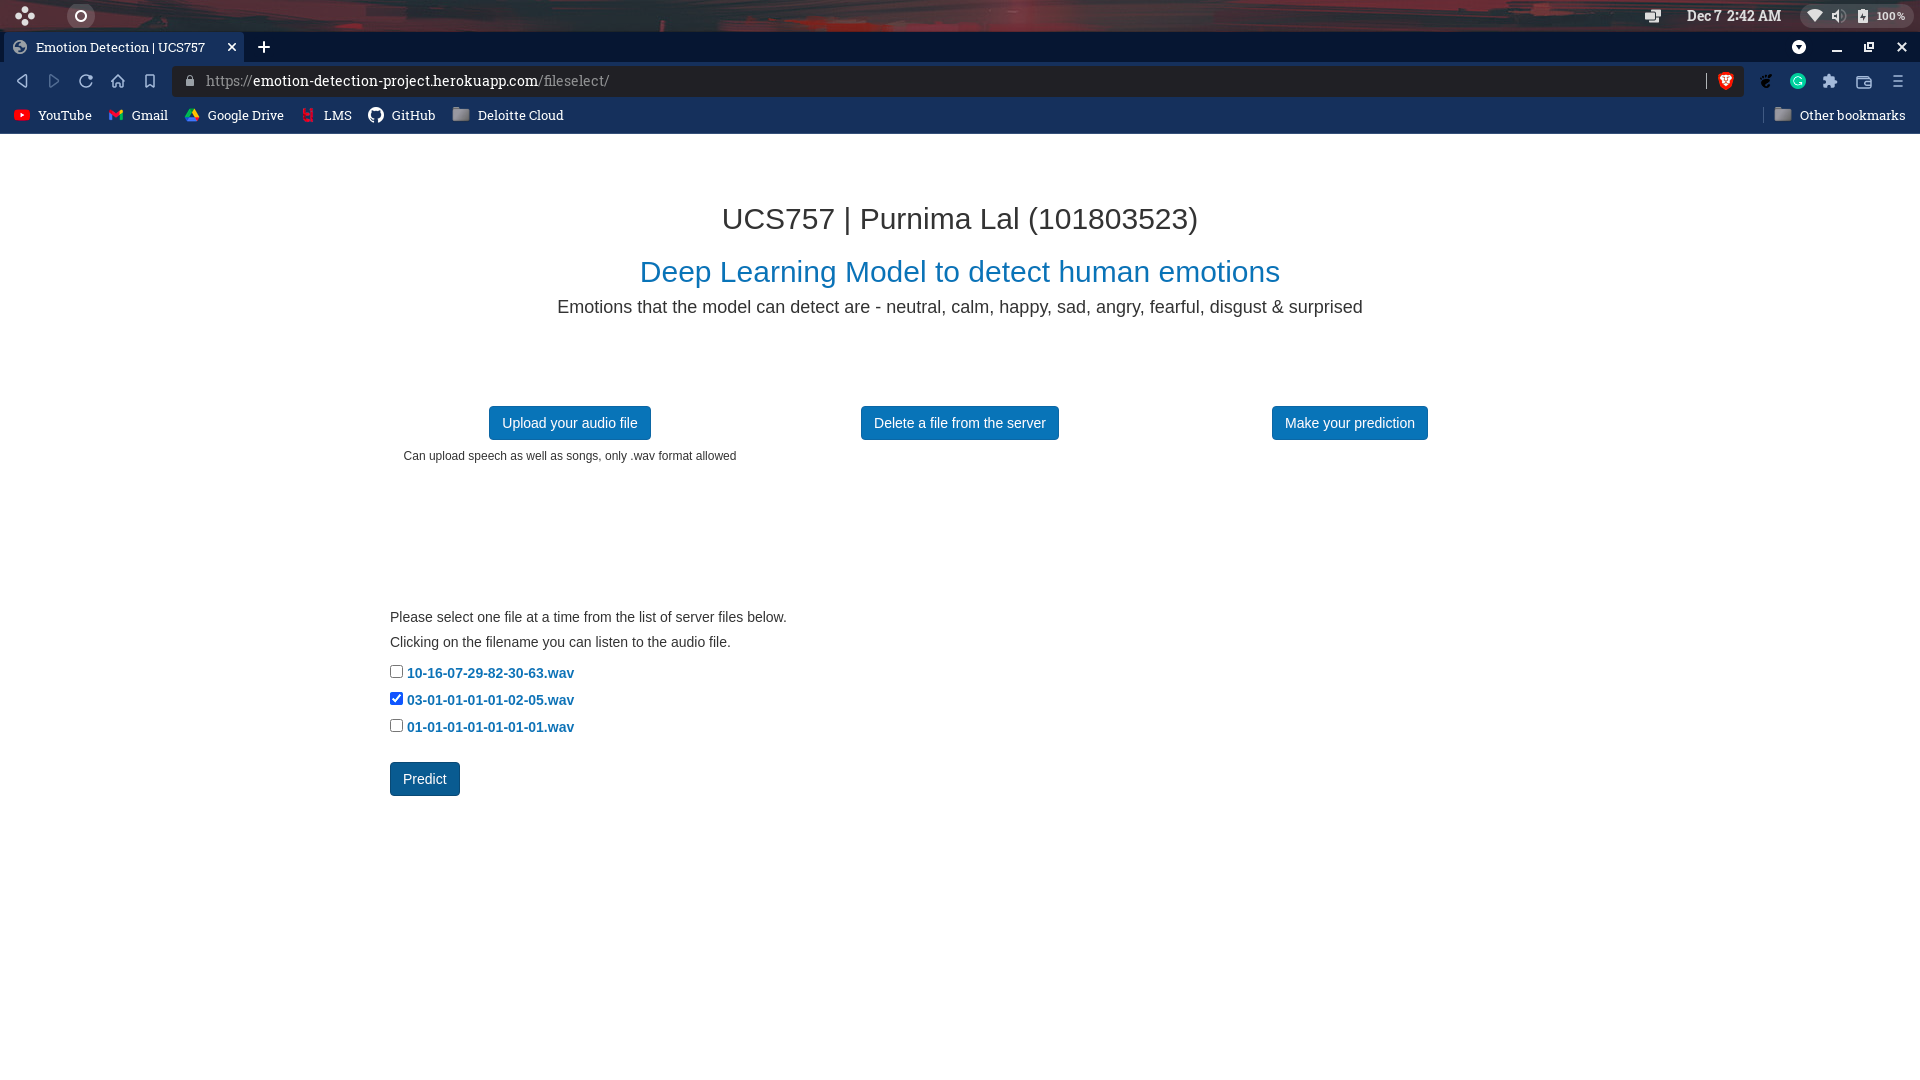 Dec 7 2:42 AM
100%
Emotion Detection | UCS757
https://emotion-detection-project.herokuapp.com/fileselect/
YouTube
Gmail
Google Drive
LMS
GitHub
Deloitte Cloud
Other bookmarks
UCS757 | Purnima Lal (101803523)
Deep Learning Model to detect human emotions
Emotions that the model can detect are - neutral, calm, happy, sad, angry, fearful, disgust & surprised
Upload your audio file
Delete a file from the server
Make your prediction
Can upload speech as well as songs, only .wav format allowed
Please select one file at a time from the list of server files below.
Clicking on the filename you can listen to the audio file.
10-16-07-29-82-30-63.wav
03-01-01-01-01-02-05.wav
01-01-01-01-01-01-01.wav
Predict